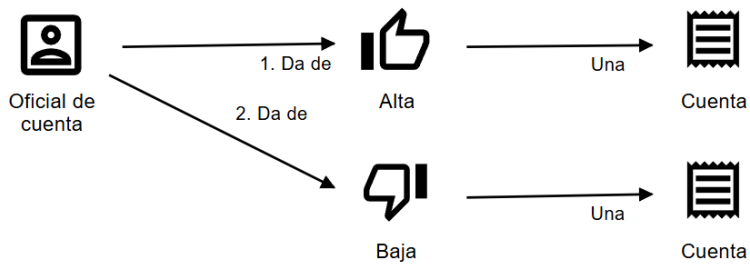 1. Da de
Una
Oficial de
cuenta
Alta
Cuenta
2. Da de
Una
Baja
Cuenta